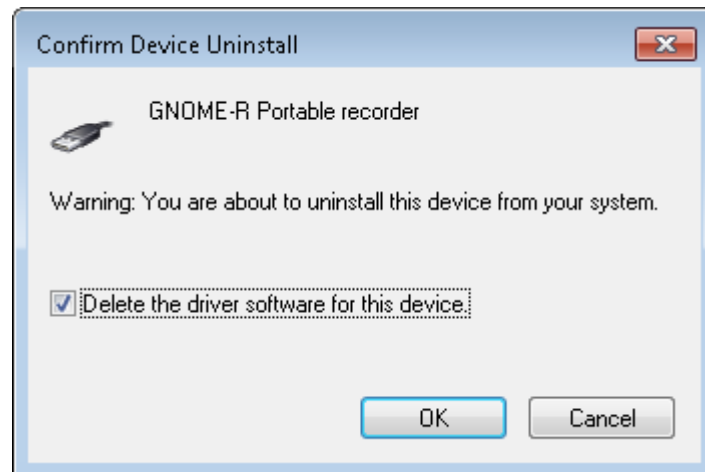 Confirm Device Uninstall
GNOME-R Portable recorder
Warning: You are about to uninstall this device from your system.
Delete the driver software for this device.
OK Cancel